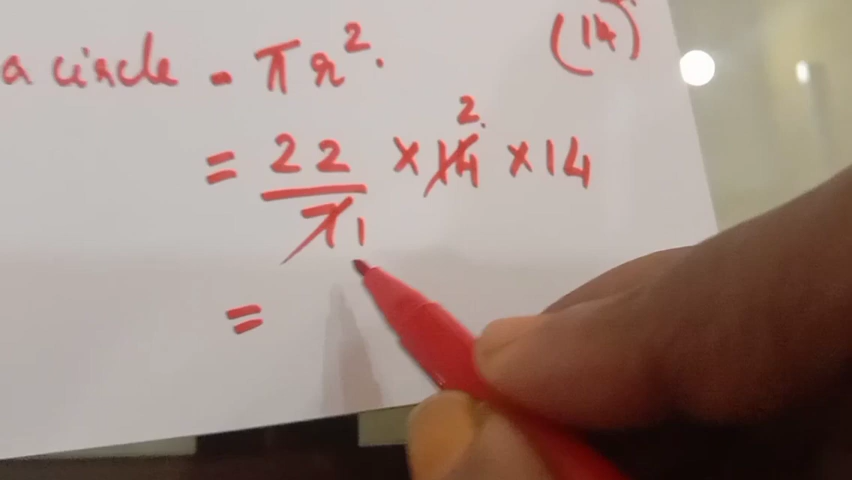 a circle = πr². (14)
= 22/7 1 × 14 2. × 14
=